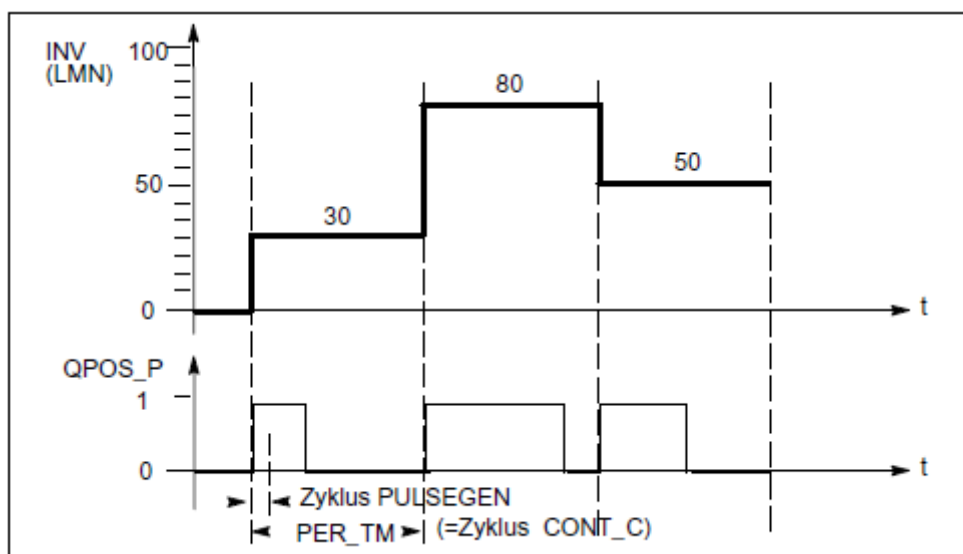 INV
(LMN)
100
80
50
50
30
0
t
QPOS_P
1
0
t
Zyklus PULSEGEN
PER_TM
(=Zyklus CONT_C)